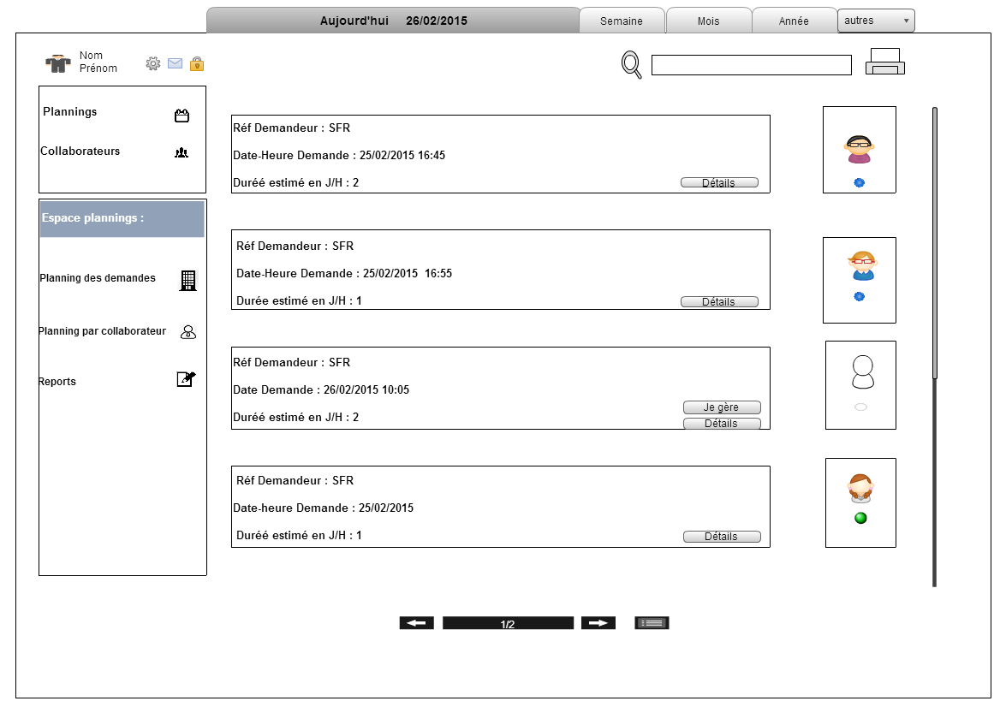 Aujourd'hui 26/02/2015 Semaine Mois Année autres
Nom
Prénom
Plannings
Collaborateurs
Espace plannings :
Planning des demandes
Planning par collaborateur
Reports
Réf Demandeur : SFR
Date-Heure Demande : 25/02/2015 16:45
Duréé estimé en J/H : 2
Détails
Réf Demandeur : SFR
Date-Heure Demande : 25/02/2015 16:55
Durée estimé en J/H : 1
Détails
Réf Demandeur : SFR
Date Demande : 26/02/2015 10:05
Duréé estimé en J/H : 2
Je gère
Détails
Réf Demandeur : SFR
Date-heure Demande : 25/02/2015
Duréé estimé en J/H : 1
Détails
1/2